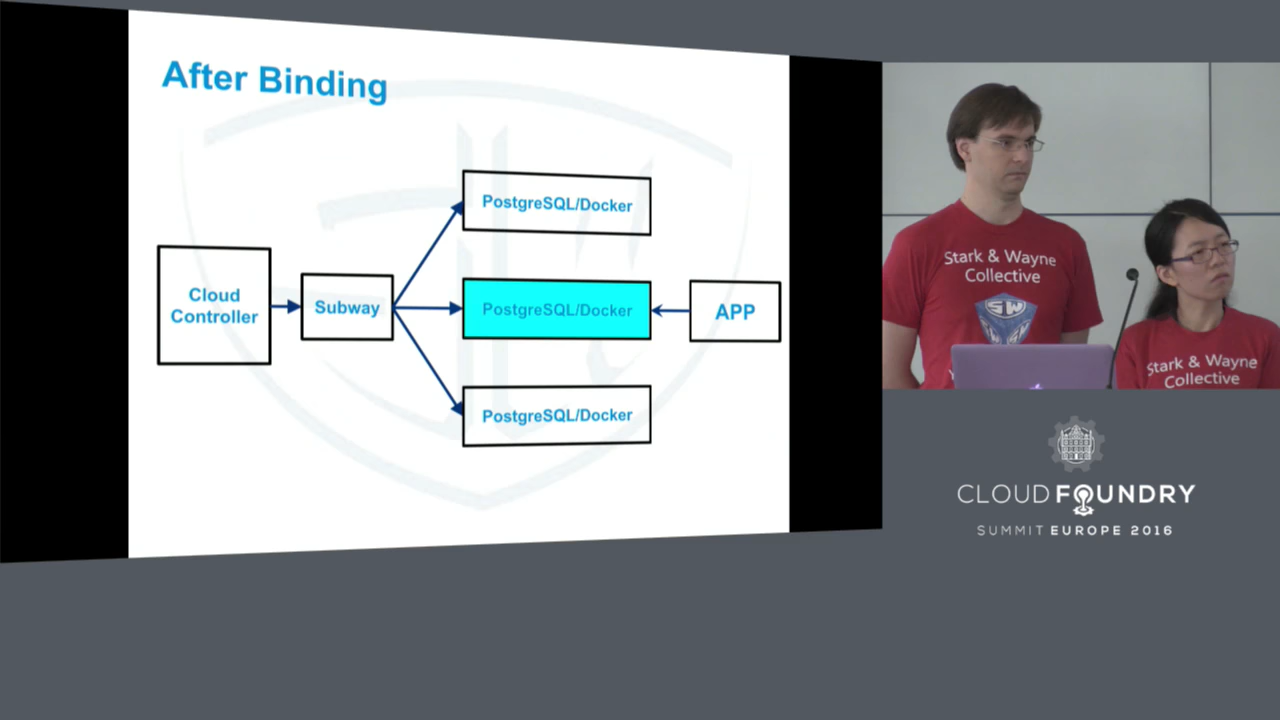 After Binding
PostgreSQL/Docker
Cloud
Controller
Subway
PostgreSQL/Docker
APP
PostgreSQL/Docker
Stark & Wayne
Collective
SW
Stark & Wayne
Collective
CLOUD FOUNDRY
SUMMIT EUROPE 2016